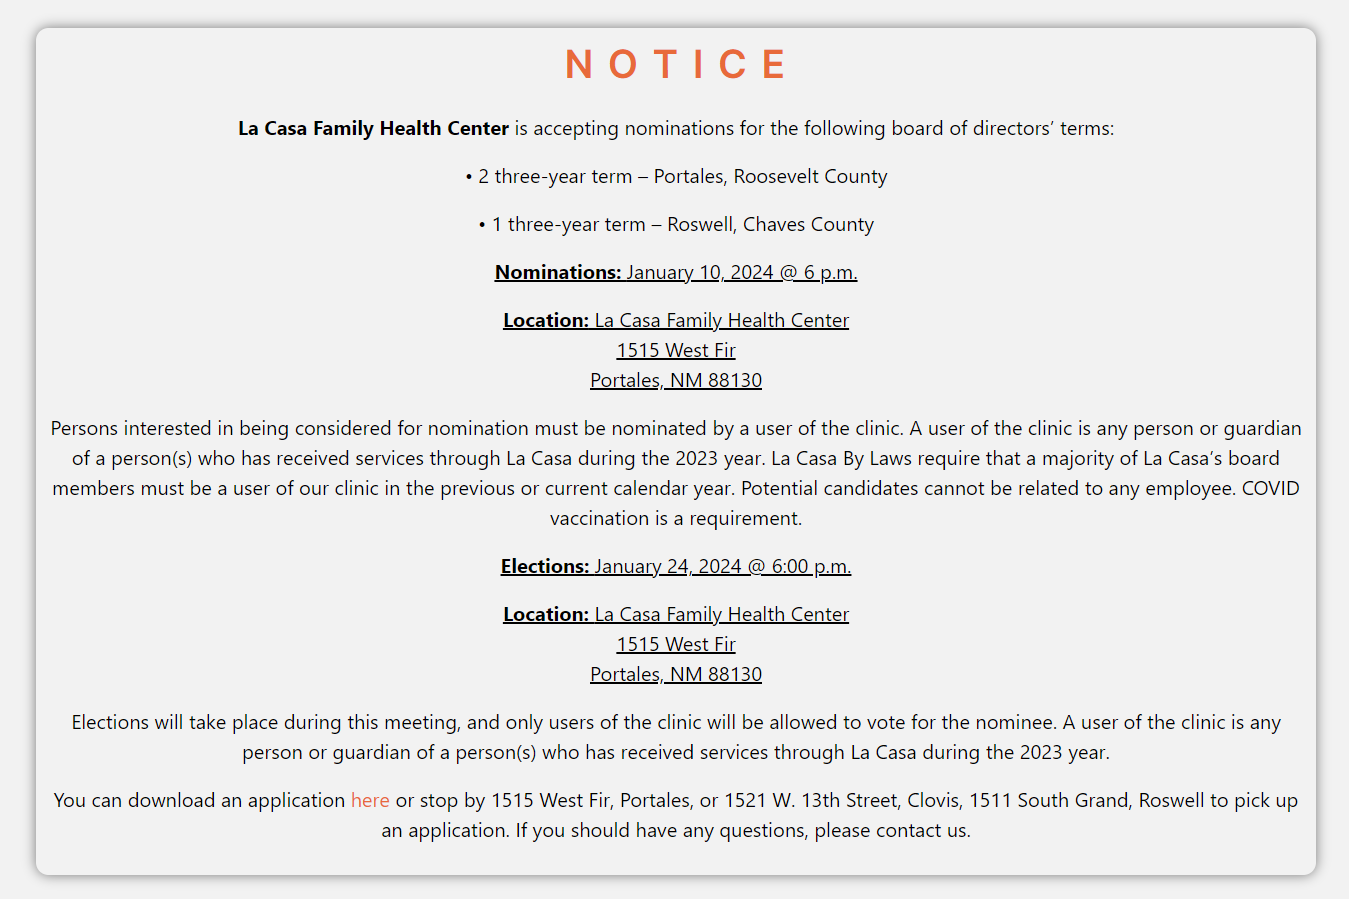 NOTICE
La Casa Family Health Center is accepting nominations for the following board of directors’ terms:
• 2 three-year term – Portales, Roosevelt County
• 1 three-year term – Roswell, Chaves County
Nominations: January 10, 2024 @ 6 p.m.
Location: La Casa Family Health Center
1515 West Fir
Portales, NM 88130
Persons interested in being considered for nomination must be nominated by a user of the clinic. A user of the clinic is any person or guardian
of a person(s) who has received services through La Casa during the 2023 year. La Casa By Laws require that a majority of La Casa’s board
members must be a user of our clinic in the previous or current calendar year. Potential candidates cannot be related to any employee. COVID
vaccination is a requirement.
Elections: January 24, 2024 @ 6:00 p.m.
Location: La Casa Family Health Center
1515 West Fir
Portales, NM 88130
Elections will take place during this meeting, and only users of the clinic will be allowed to vote for the nominee. A user of the clinic is any
person or guardian of a person(s) who has received services through La Casa during the 2023 year.
You can download an application here or stop by 1515 West Fir, Portales, or 1521 W. 13th Street, Clovis, 1511 South Grand, Roswell to pick up
an application. If you should have any questions, please contact us.